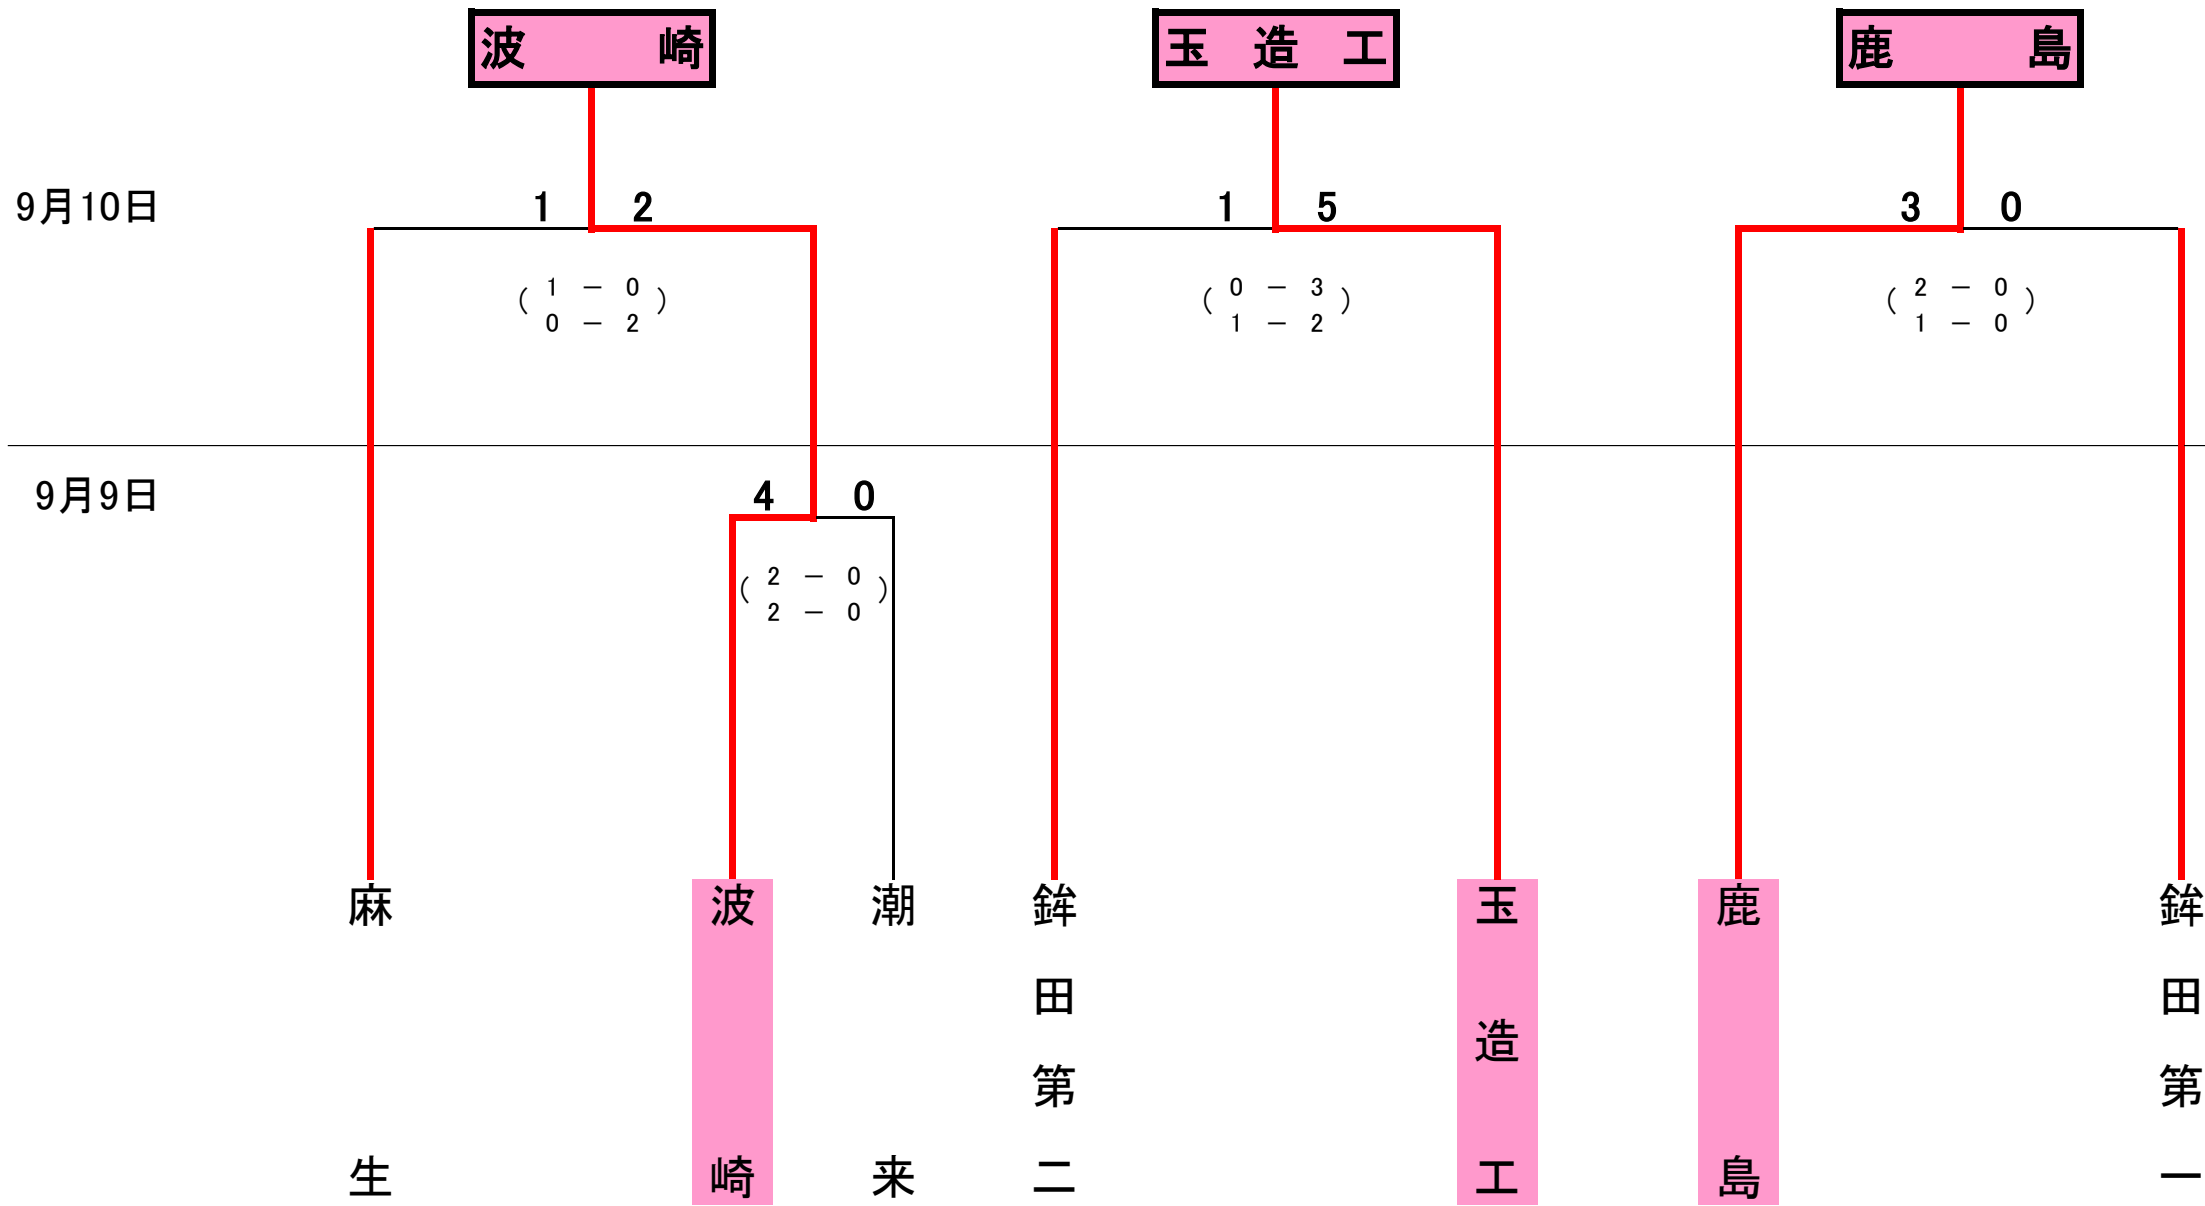 波崎 玉造工 鹿島
9月10日 1 2 1 5 3 0
( 1 － 0 ) ( 0 － 3 ) ( 2 － 0 )
0 － 2 1 － 2 1 － 0
9月9日 4 0
( 2 － 0 )
2 － 0
麻生
波崎
潮来
鉾田第二
玉造工
鹿島
鉾田第一